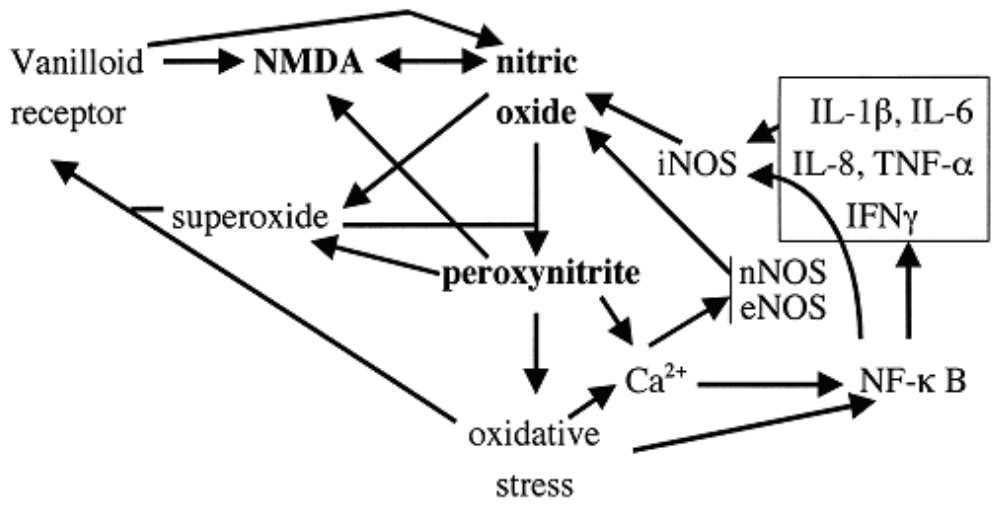 Vanilloid
receptor
NMDA
nitric
oxide
IL-1β, IL-6
IL-8, TNF-α
IFNγ
iNOS
superoxide
peroxynitrite
nNOS
eNOS
Ca²⁺
NF-κ B
oxidative
stress